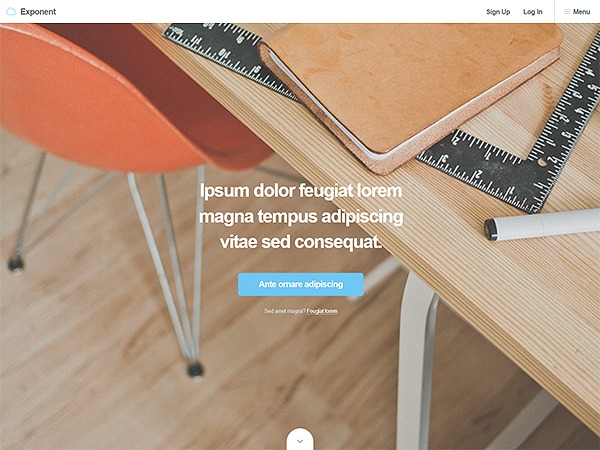 Exponent
Sign Up
Log In
Menu
Ipsum dolor feugiat lorem
magna tempus adipiscing
vitae sed consequat.
Ante ornare adipiscing
Sed amet magna? Feugiat lorem